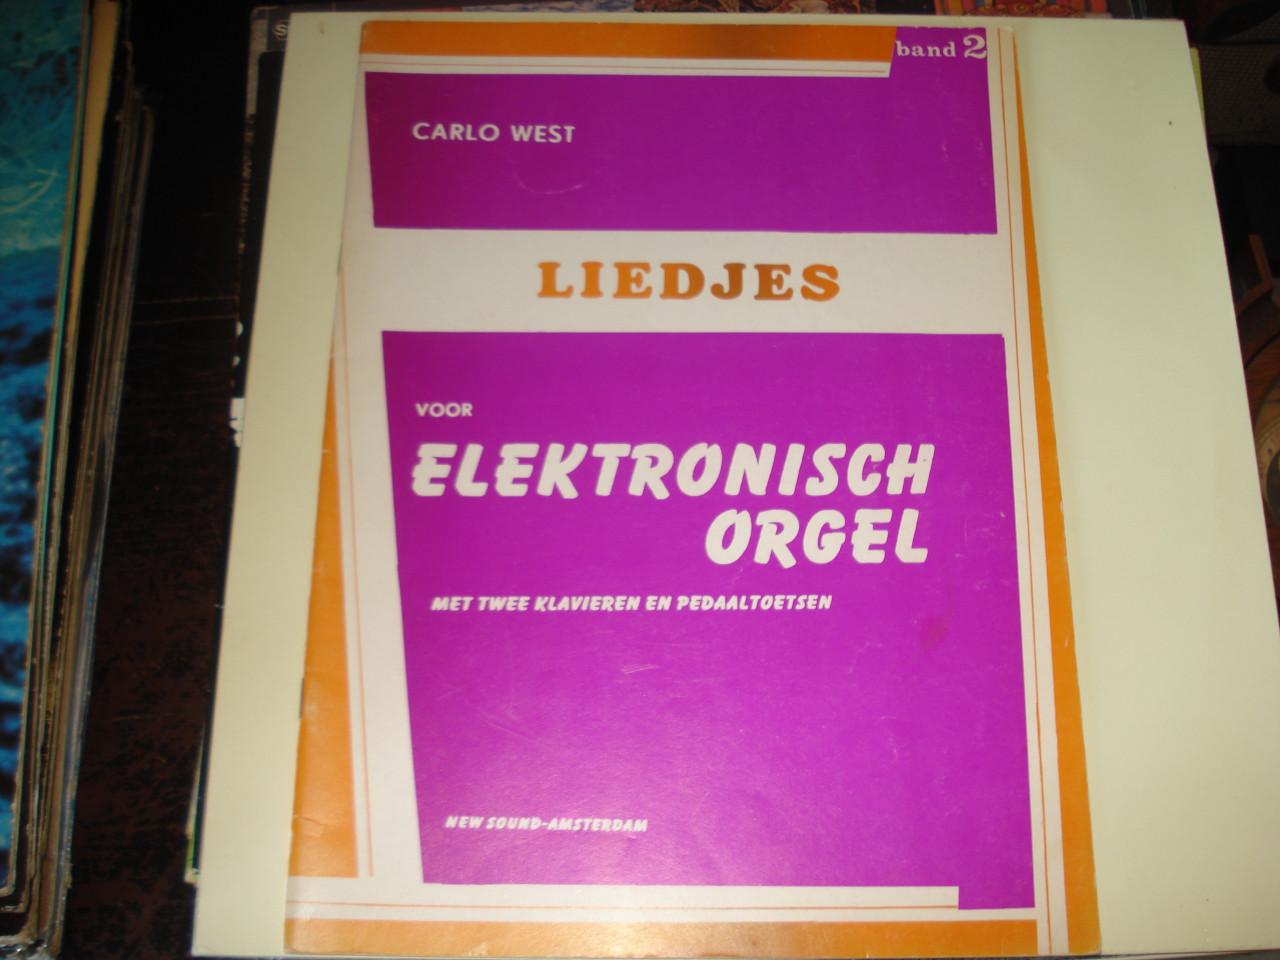 band 2
CARLO WEST
LIEDJES
VOOR
ELEKTRONISCH
ORGEL
MET TWEE KLAVIEREN EN PEDAALTOETSEN
NEW SOUND-AMSTERDAM